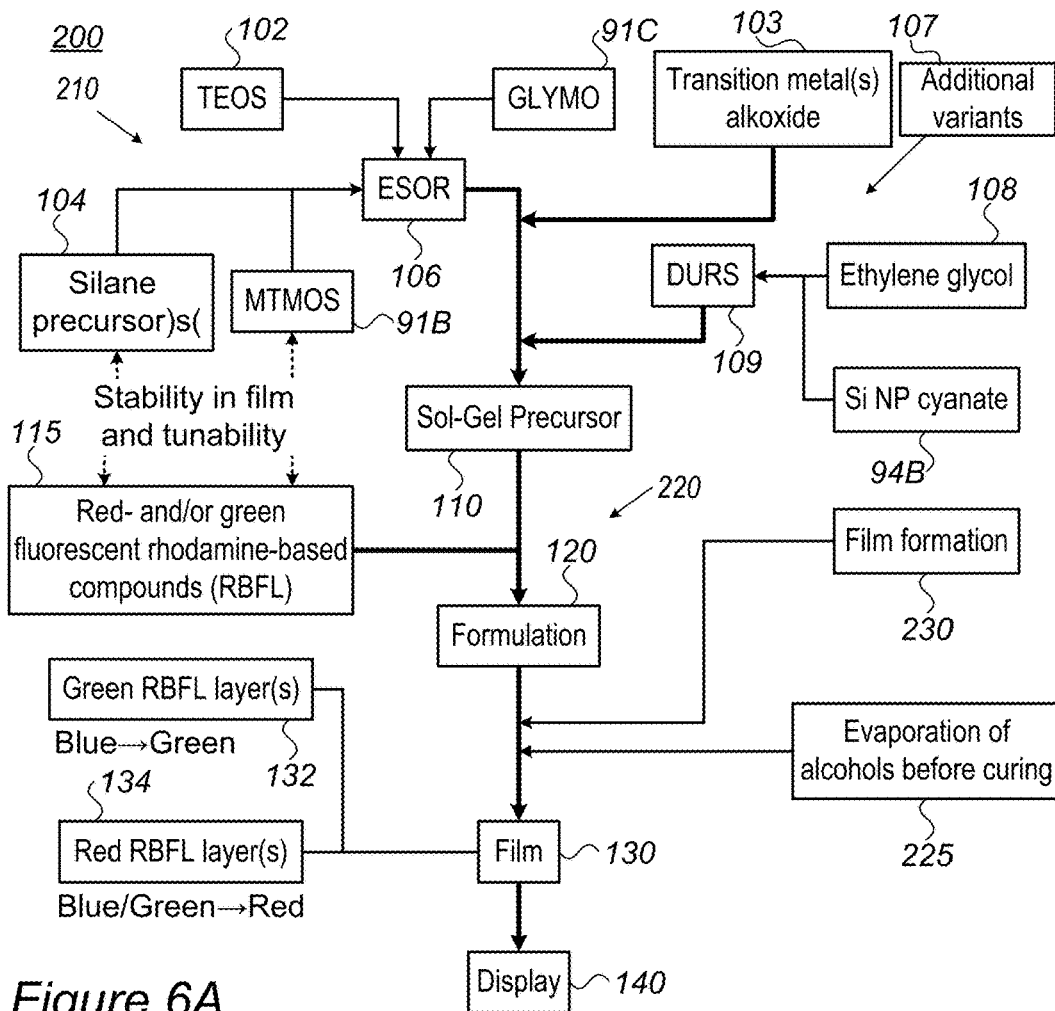 200
210
102
TEOS
91C
GLYMO
103
Transition metal(s)
alkoxide
107
Additional
variants
ESOR
106
104
Silane
precursor)s(
MTMOS
91B
DURS
109
108
Ethylene glycol
Si NP cyanate
94B
Stability in film
and tunability
Sol-Gel Precursor
110
115
Red- and/or green
fluorescent rhodamine-based
compounds (RBFL)
220
120
Formulation
Film formation
230
Green RBFL layer(s)
Blue→Green
132
Evaporation of
alcohols before curing
225
134
Red RBFL layer(s)
Blue/Green→Red
Film
130
Display
140
Figure 6A